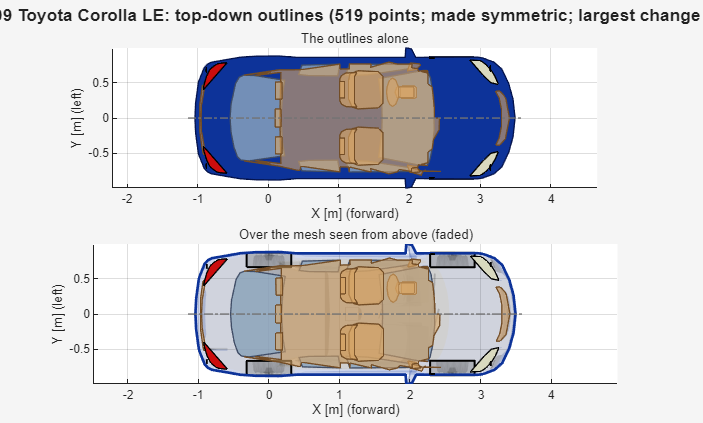 99 Toyota Corolla LE: top-down outlines (519 points; made symmetric; largest change
The outlines alone
0.5
0
-0.5
Y [m] (left)
-2 -1 0 1 2 3 4
X [m] (forward)
Over the mesh seen from above (faded)
0.5
0
-0.5
Y [m] (left)
-2 -1 0 1 2 3 4
X [m] (forward)